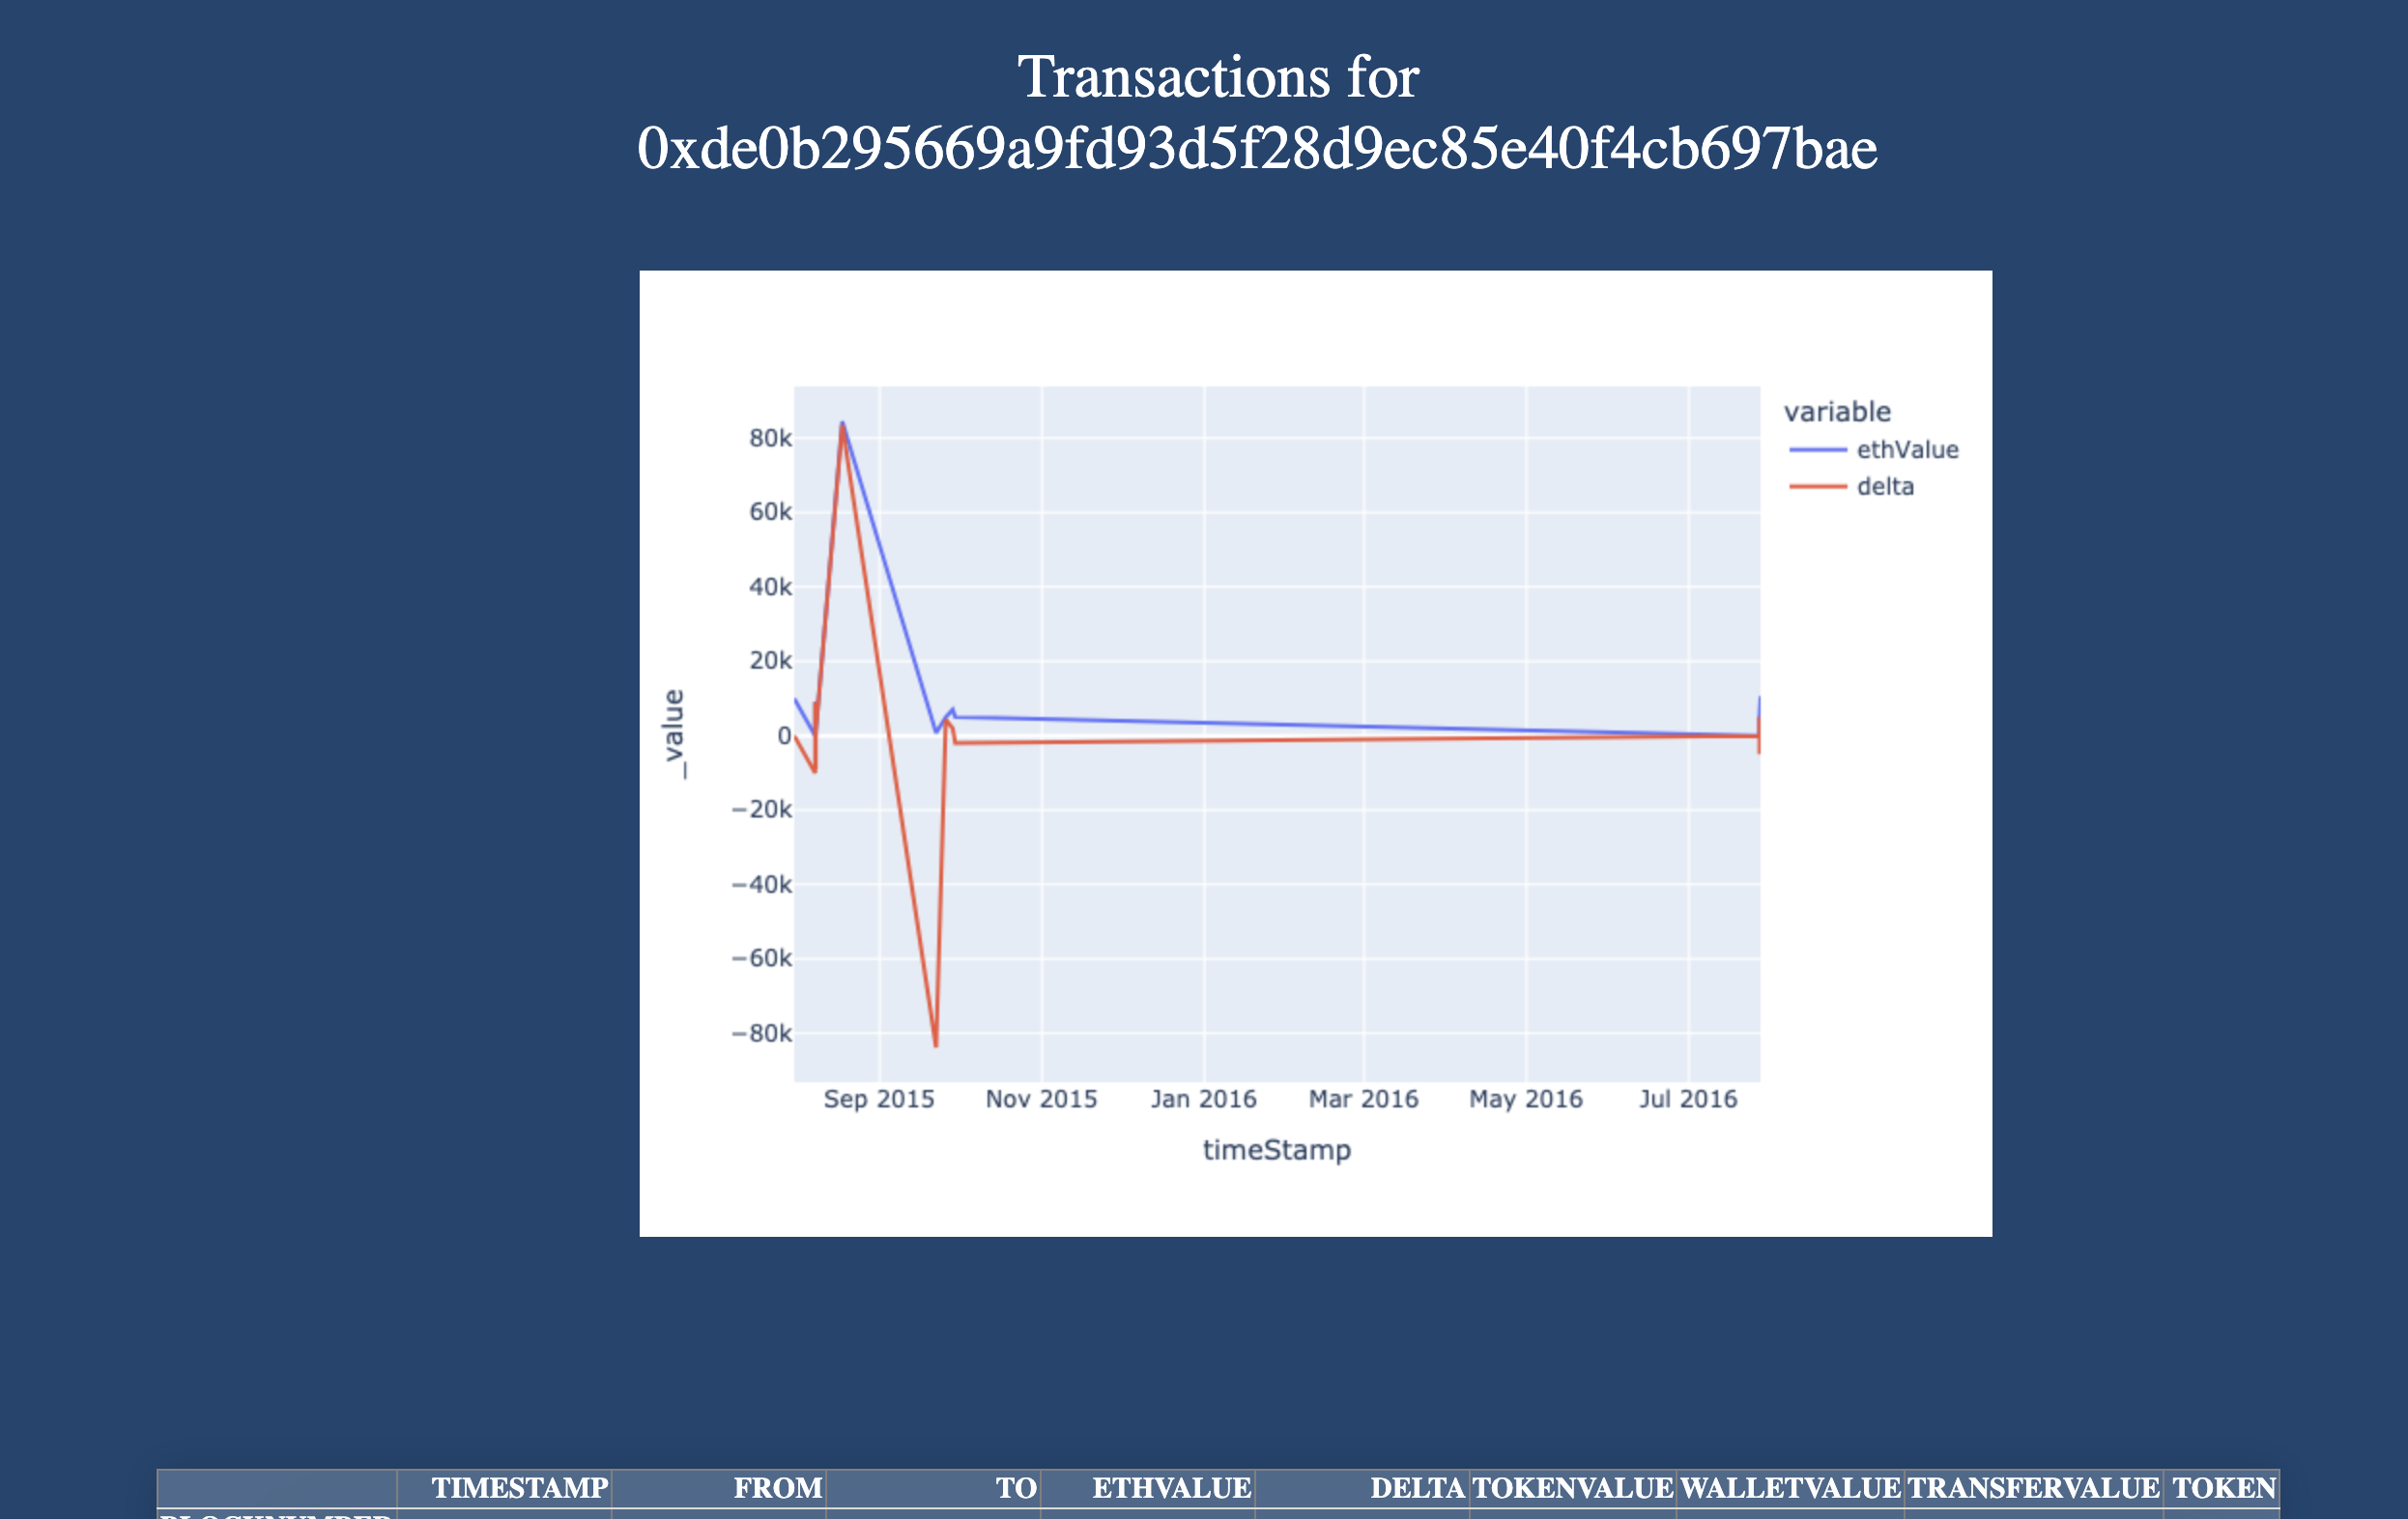 Transactions for
0xde0b295669a9fd93d5f28d9ec85e40f4cb697bae
variable
ethValue
delta
80k
60k
40k
20k
0
−20k
−40k
−60k
−80k
_value
Sep 2015 Nov 2015 Jan 2016 Mar 2016 May 2016 Jul 2016
timeStamp
TIMESTAMP FROM TO ETHVALUE DELTA TOKENVALUE WALLETVALUE TRANSFERVALUE TOKEN
BLOCKNUMBER